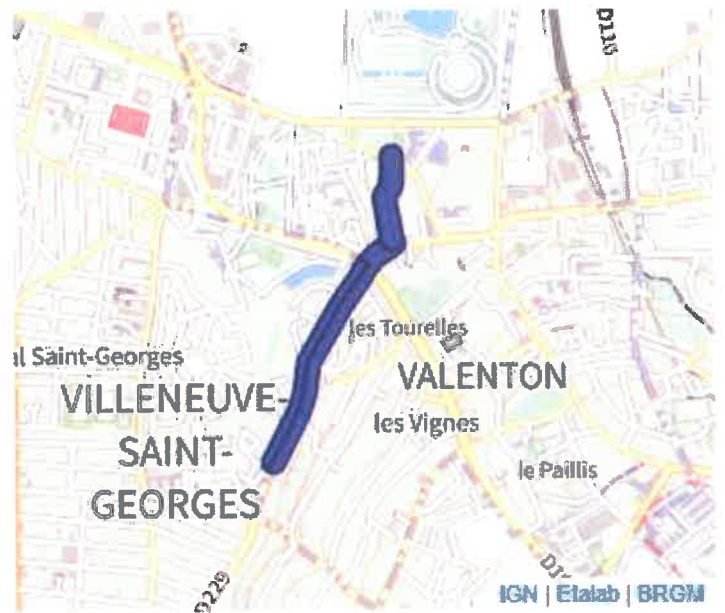 D110
les Tourelles
al Saint-Georges
VALENTON
VILLENEUVE-
SAINT-
GEORGES
les Vignes
le Paillis
D229
IGN | Etalab | BRGM